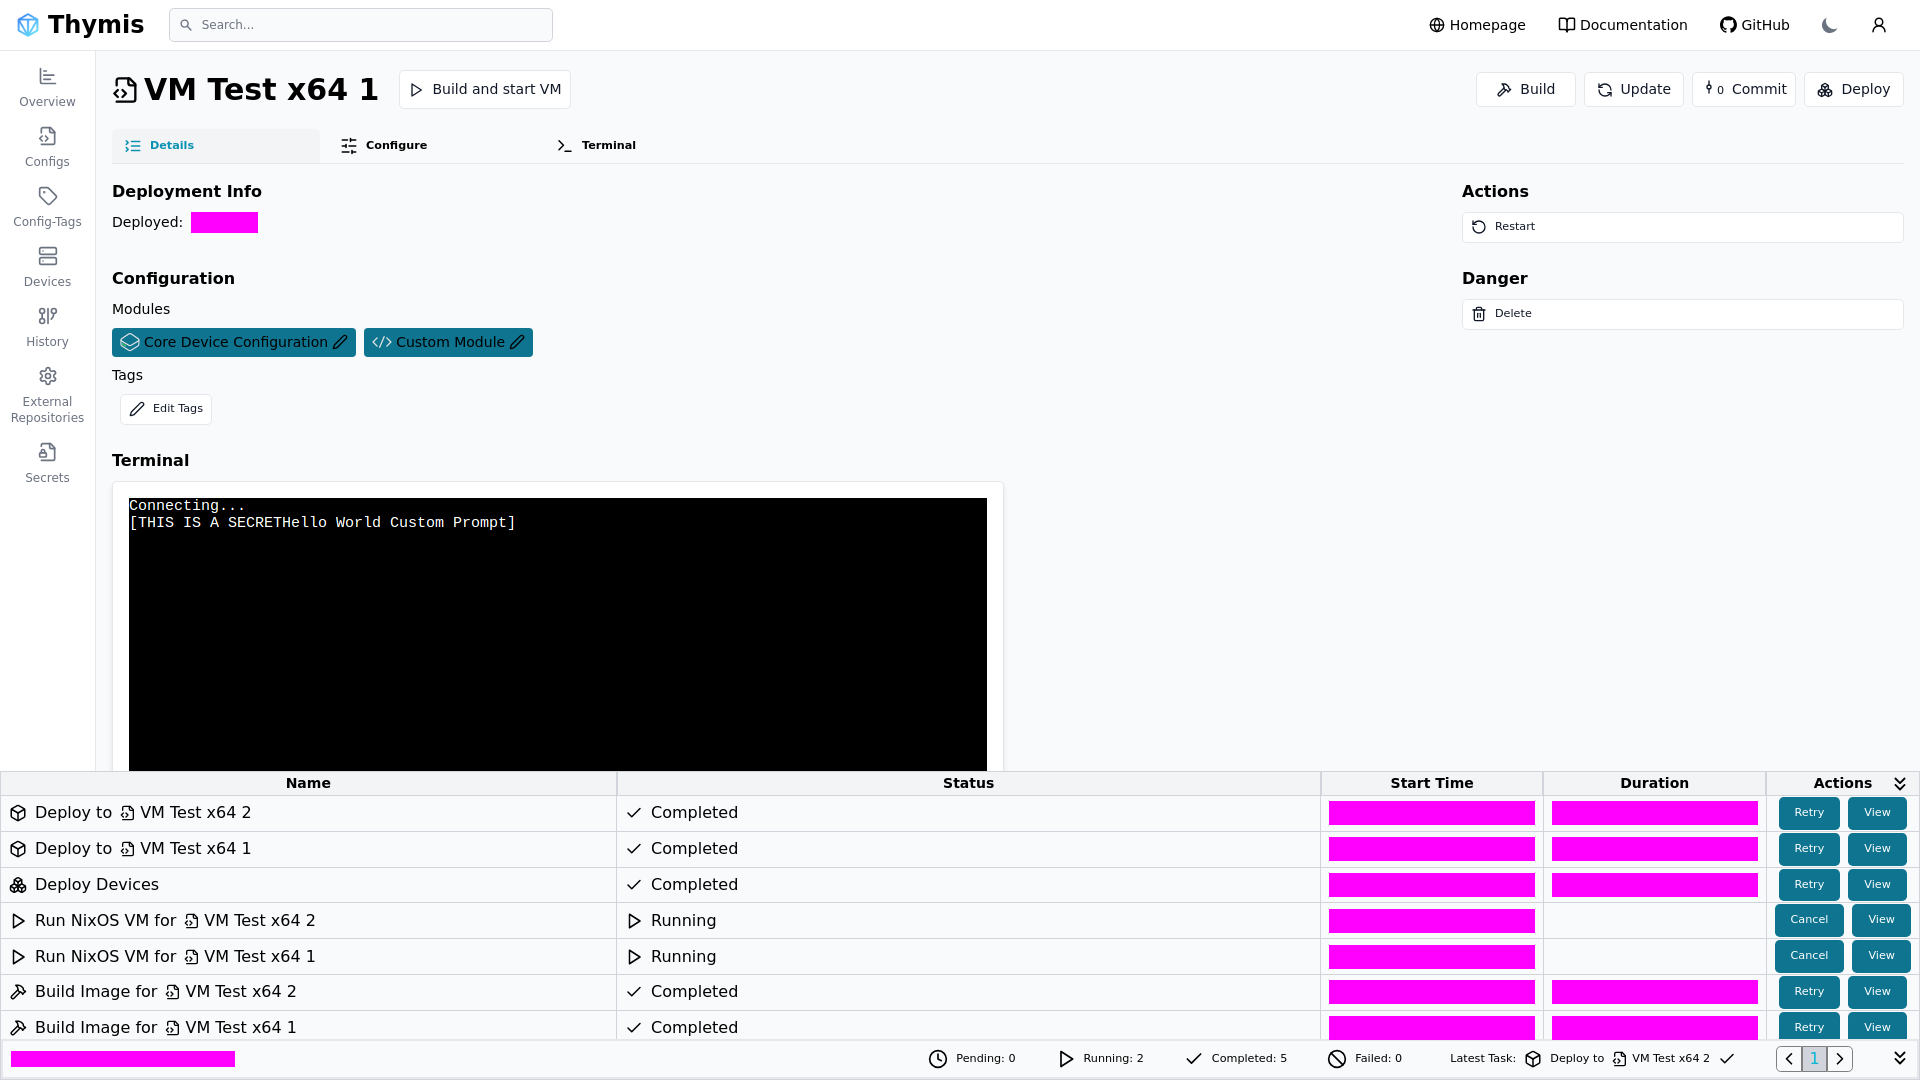 Thymis
Search...
Homepage
Documentation
GitHub
Overview
Configs
Config-Tags
Devices
History
External
Repositories
Secrets
VM Test x64 1
Build and start VM
Build
Update
0 Commit
Deploy
Details
Configure
Terminal
Deployment Info
Deployed:
Configuration
Modules
Core Device Configuration
Custom Module
Tags
Edit Tags
Actions
Restart
Danger
Delete
Terminal
Connecting...
[THIS IS A SECRETHello World Custom Prompt]
Name Status Start Time Duration Actions
Deploy to VM Test x64 2 Completed Retry View
Deploy to VM Test x64 1 Completed Retry View
Deploy Devices Completed Retry View
Run NixOS VM for VM Test x64 2 Running Cancel View
Run NixOS VM for VM Test x64 1 Running Cancel View
Build Image for VM Test x64 2 Completed Retry View
Build Image for VM Test x64 1 Completed Retry View
Pending: 0 Running: 2 Completed: 5 Failed: 0 Latest Task: Deploy to VM Test x64 2 1